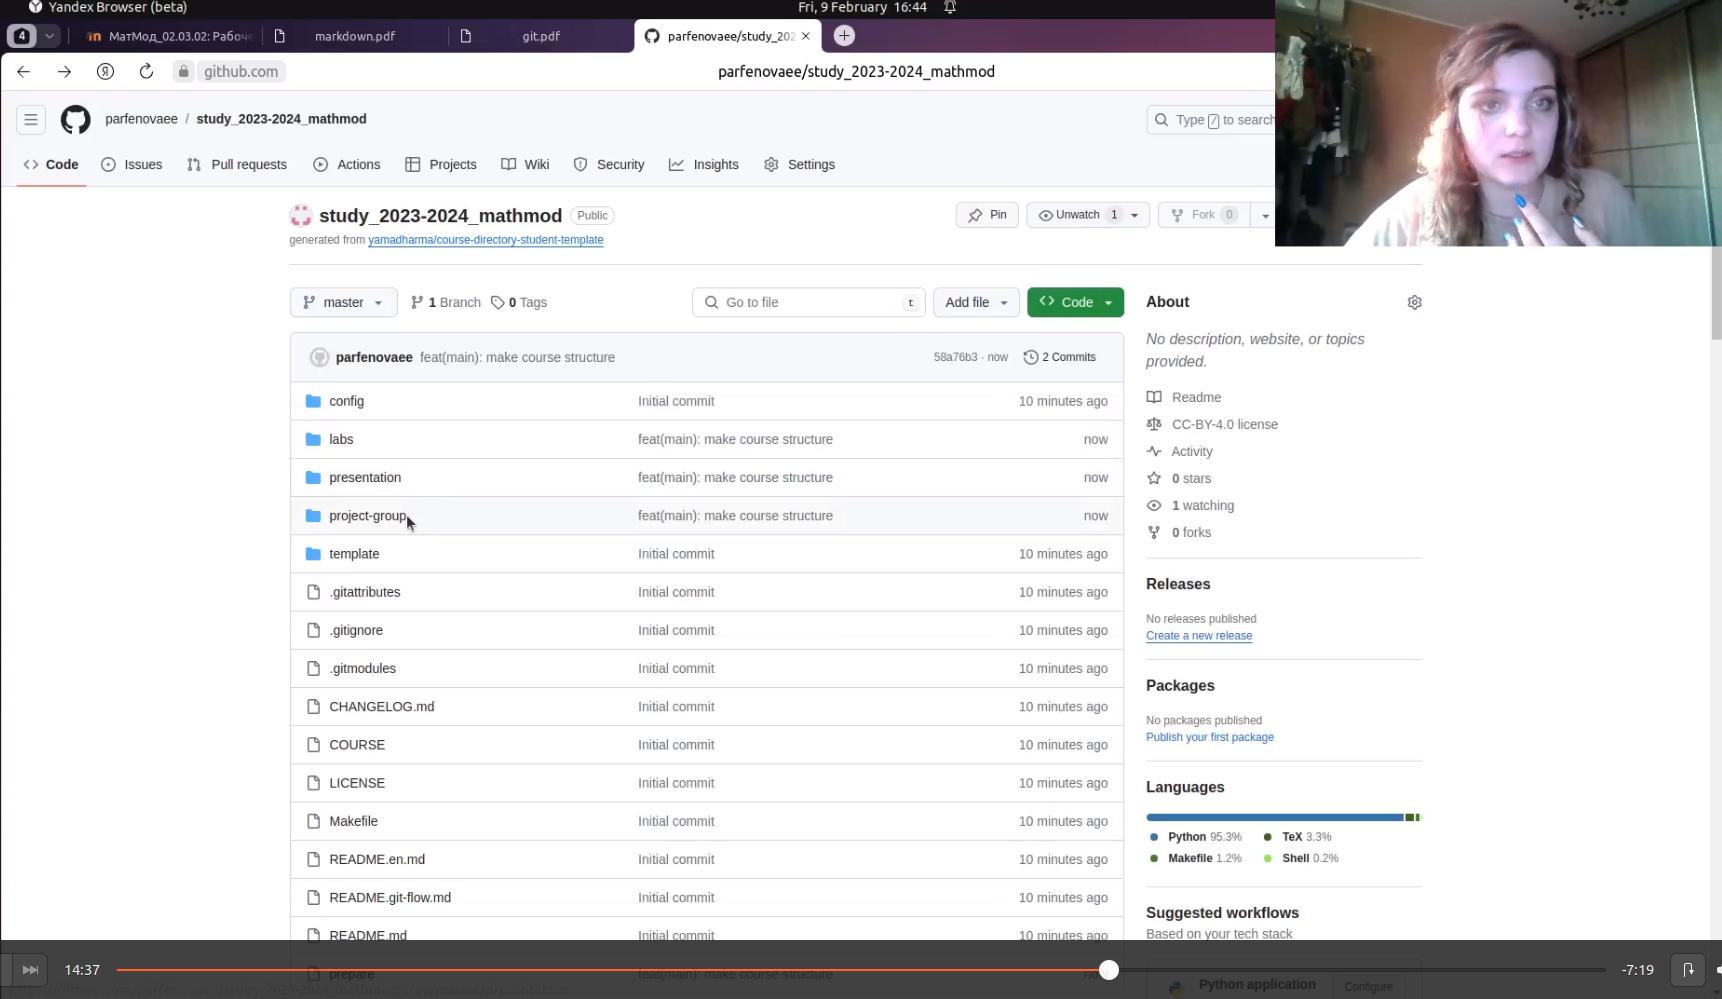 Yandex Browser (beta)
Fri, 9 February 16:44
4
МатМод_02.03.02: Рабоче
markdown.pdf
git.pdf
parfenovaee/study_202
github.com
parfenovaee/study_2023-2024_mathmod
parfenovaee / study_2023-2024_mathmod
Type / to search
Code Issues Pull requests Actions Projects Wiki Security Insights Settings
study_2023-2024_mathmod Public
Pin Unwatch 1 Fork 0
generated from yamadharma/course-directory-student-template
master 1 Branch 0 Tags Go to file t Add file Code
parfenovaee feat(main): make course structure 58a76b3 · now 2 Commits
config Initial commit 10 minutes ago
labs feat(main): make course structure now
presentation feat(main): make course structure now
project-group feat(main): make course structure now
template Initial commit 10 minutes ago
.gitattributes Initial commit 10 minutes ago
.gitignore Initial commit 10 minutes ago
.gitmodules Initial commit 10 minutes ago
CHANGELOG.md Initial commit 10 minutes ago
COURSE Initial commit 10 minutes ago
LICENSE Initial commit 10 minutes ago
Makefile Initial commit 10 minutes ago
README.en.md Initial commit 10 minutes ago
README.git-flow.md Initial commit 10 minutes ago
README.md Initial commit 10 minutes ago
prepare feat(main): make course structure
About
No description, website, or topics
provided.
Readme
CC-BY-4.0 license
Activity
0 stars
1 watching
0 forks
Releases
No releases published
Create a new release
Packages
No packages published
Publish your first package
Languages
Python 95.3% TeX 3.3%
Makefile 1.2% Shell 0.2%
Suggested workflows
Based on your tech stack
Python application Configure
14:37
-7:19